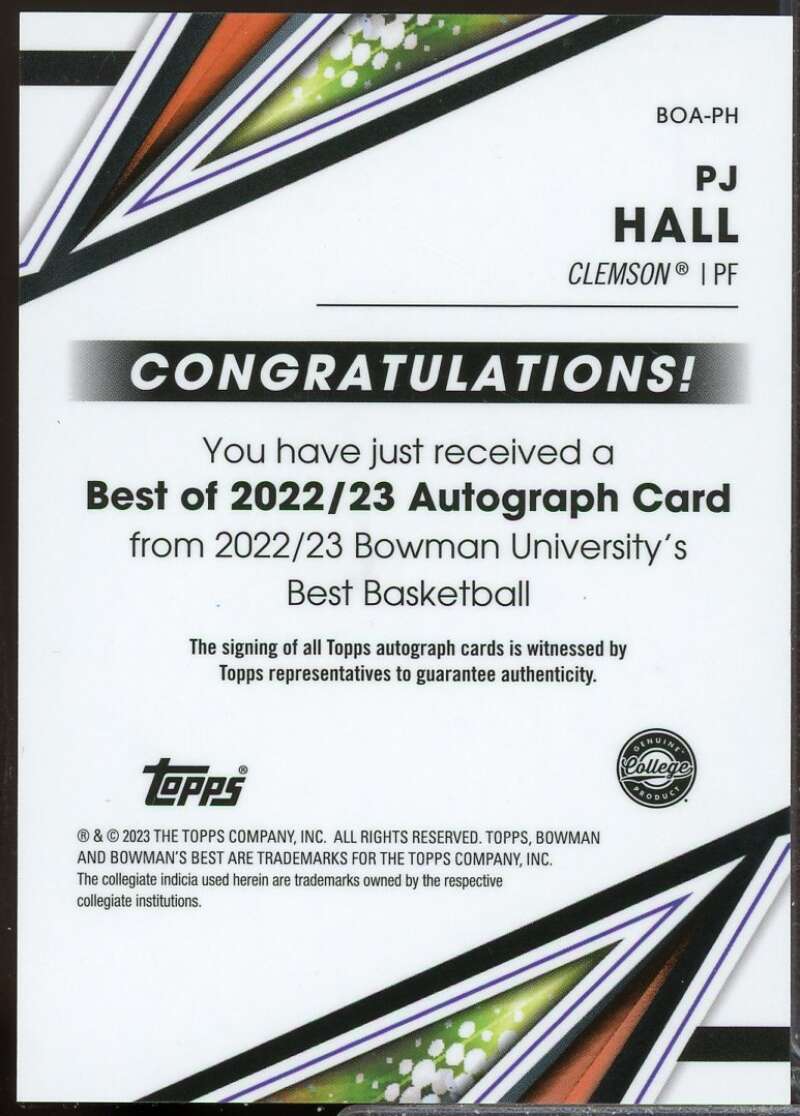 BOA-PH
PJ
HALL
CLEMSON® | PF
CONGRATULATIONS!
You have just received a
Best of 2022/23 Autograph Card
from 2022/23 Bowman University's
Best Basketball
The signing of all Topps autograph cards is witnessed by
Topps representatives to guarantee authenticity.
topps®
GENUINE
College
PRODUCT
® & © 2023 THE TOPPS COMPANY, INC. ALL RIGHTS RESERVED. TOPPS, BOWMAN
AND BOWMAN'S BEST ARE TRADEMARKS FOR THE TOPPS COMPANY, INC.
The collegiate indicia used herein are trademarks owned by the respective
collegiate institutions.